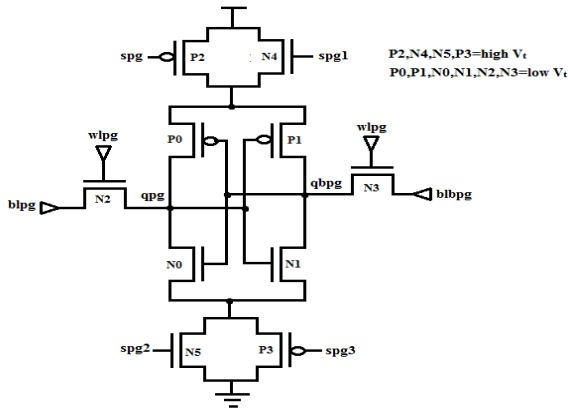 spg
P2
N4
spg1
P2,N4,N5,P3=high Vt
P0,P1,N0,N1,N2,N3=low Vt
P0
P1
wlpg
wlpg
qpg
qbpg
blpg
N2
N3
blbpg
N0
N1
spg2
N5
P3
spg3